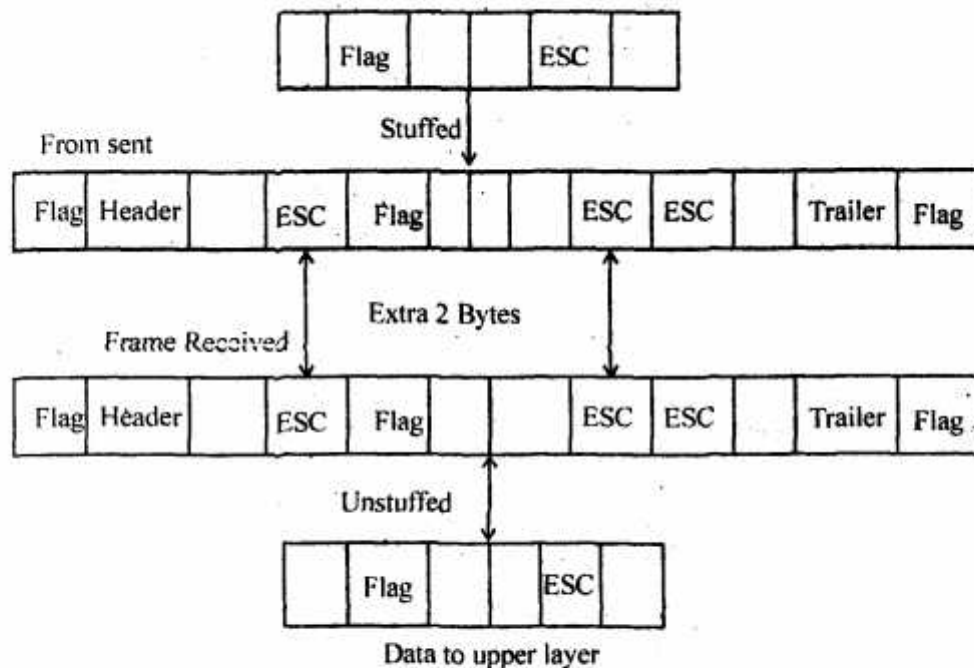 Flag ESC
Stuffed
From sent
Flag Header ESC Flag ESC ESC Trailer Flag
Extra 2 Bytes
Frame Received
Flag Header ESC Flag ESC ESC Trailer Flag
Unstuffed
Flag ESC
Data to upper layer